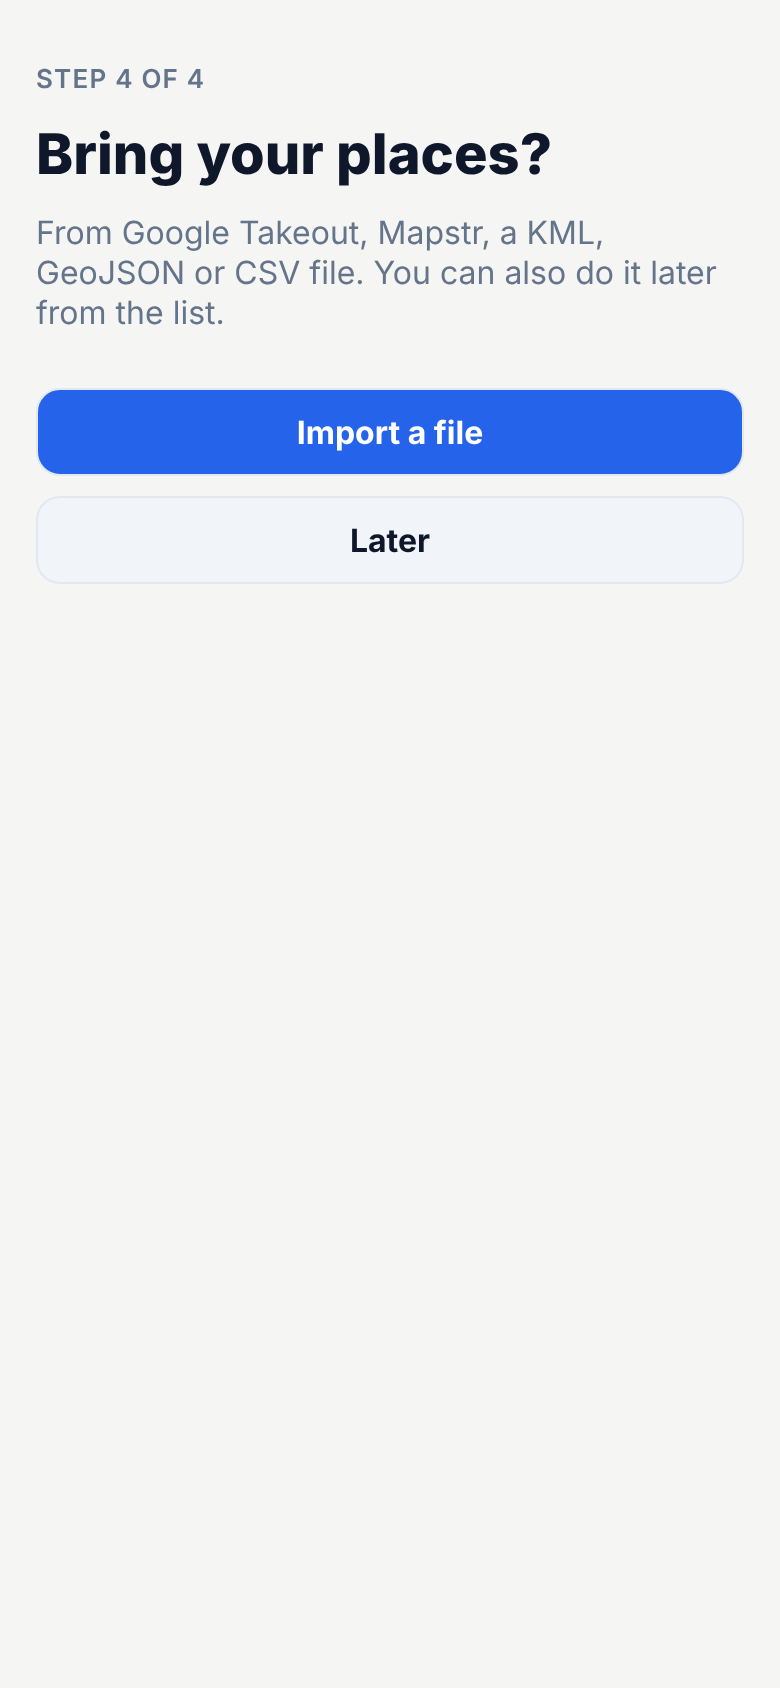 STEP 4 OF 4
Bring your places?
From Google Takeout, Mapstr, a KML,
GeoJSON or CSV file. You can also do it later
from the list.
Import a file
Later